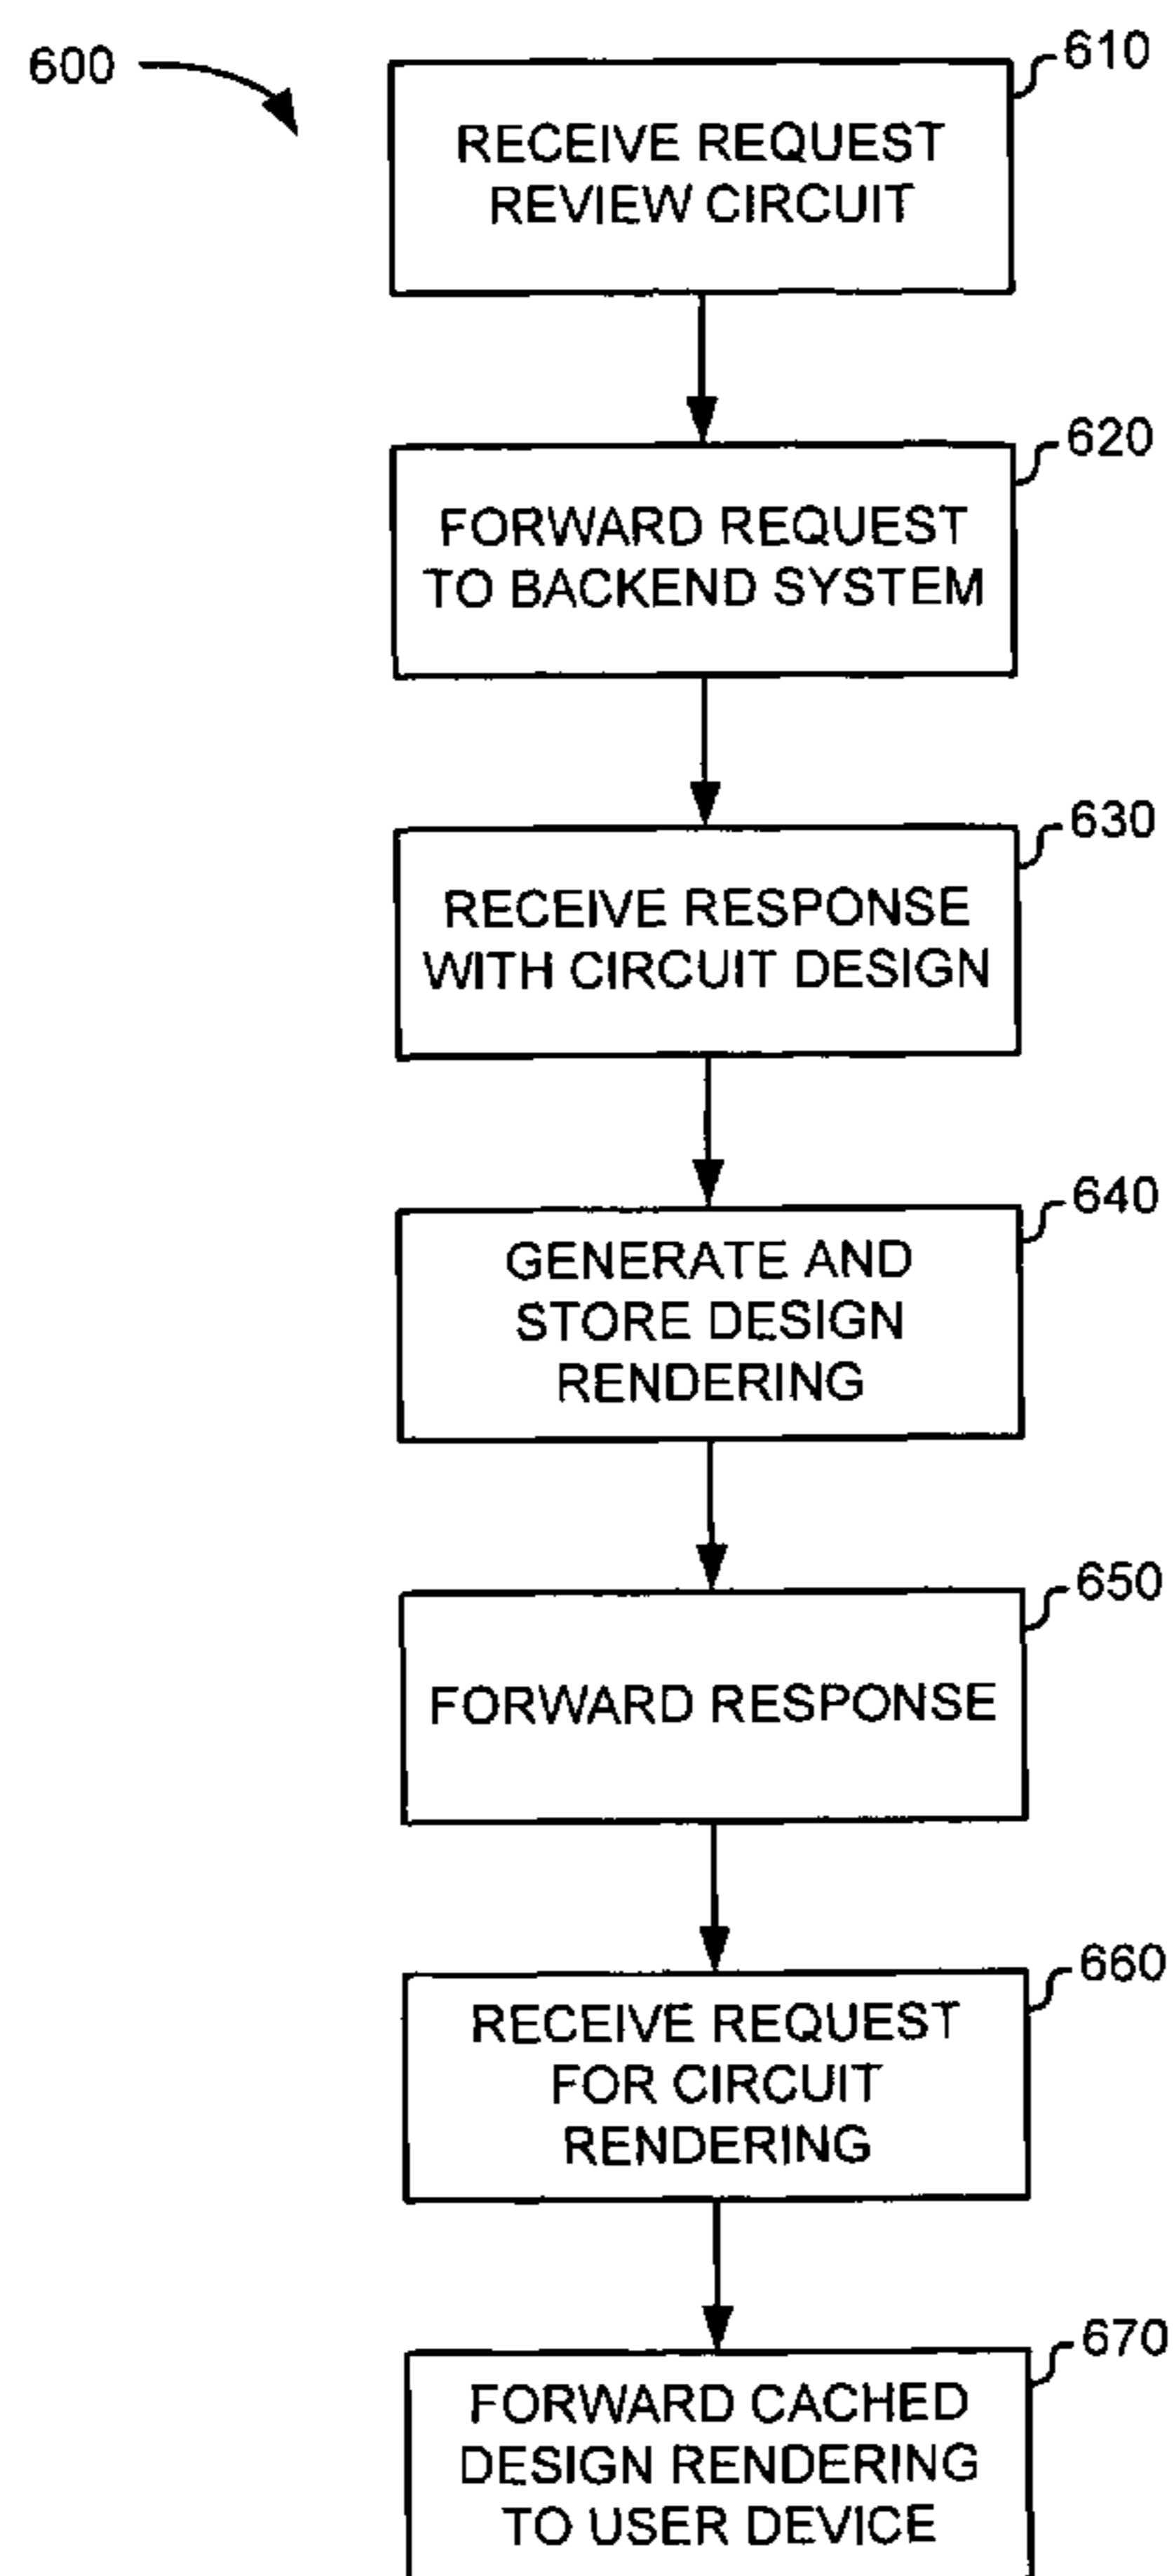 600
610
RECEIVE REQUEST
REVIEW CIRCUIT
620
FORWARD REQUEST
TO BACKEND SYSTEM
630
RECEIVE RESPONSE
WITH CIRCUIT DESIGN
640
GENERATE AND
STORE DESIGN
RENDERING
650
FORWARD RESPONSE
660
RECEIVE REQUEST
FOR CIRCUIT
RENDERING
670
FORWARD CACHED
DESIGN RENDERING
TO USER DEVICE